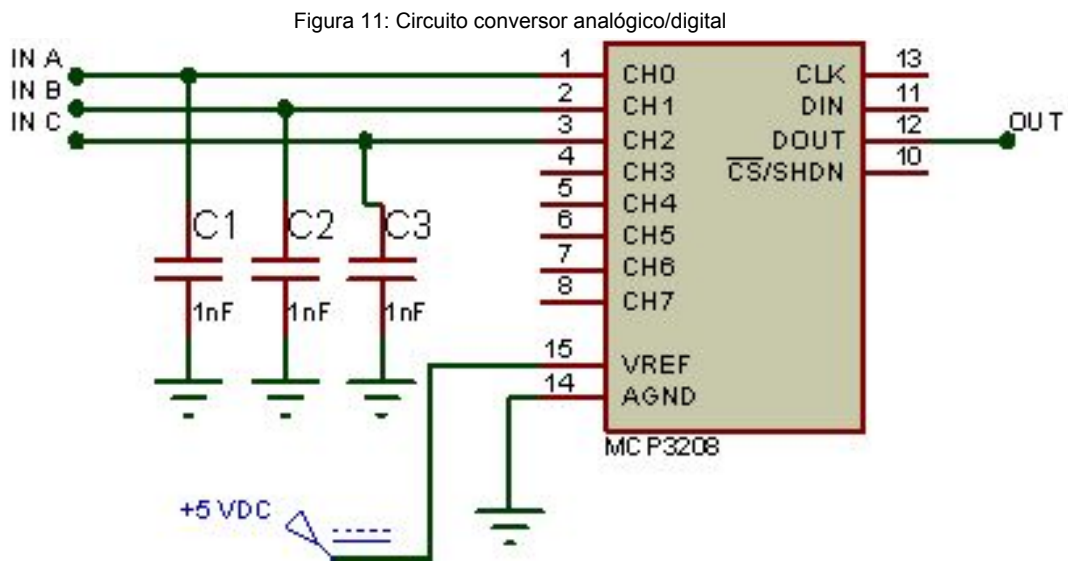 Figura 11: Circuito conversor analógico/digital
IN A
IN B
IN C
1
2
3
4
5
6
7
8
15
14
CH0
CH1
CH2
CH3
CH4
CH5
CH6
CH7
VREF
AGND
CLK
DIN
DOUT
CS/SHDN
13
11
12
10
OUT
C1
C2
C3
1nF
1nF
1nF
MCP3208
+5 VDC